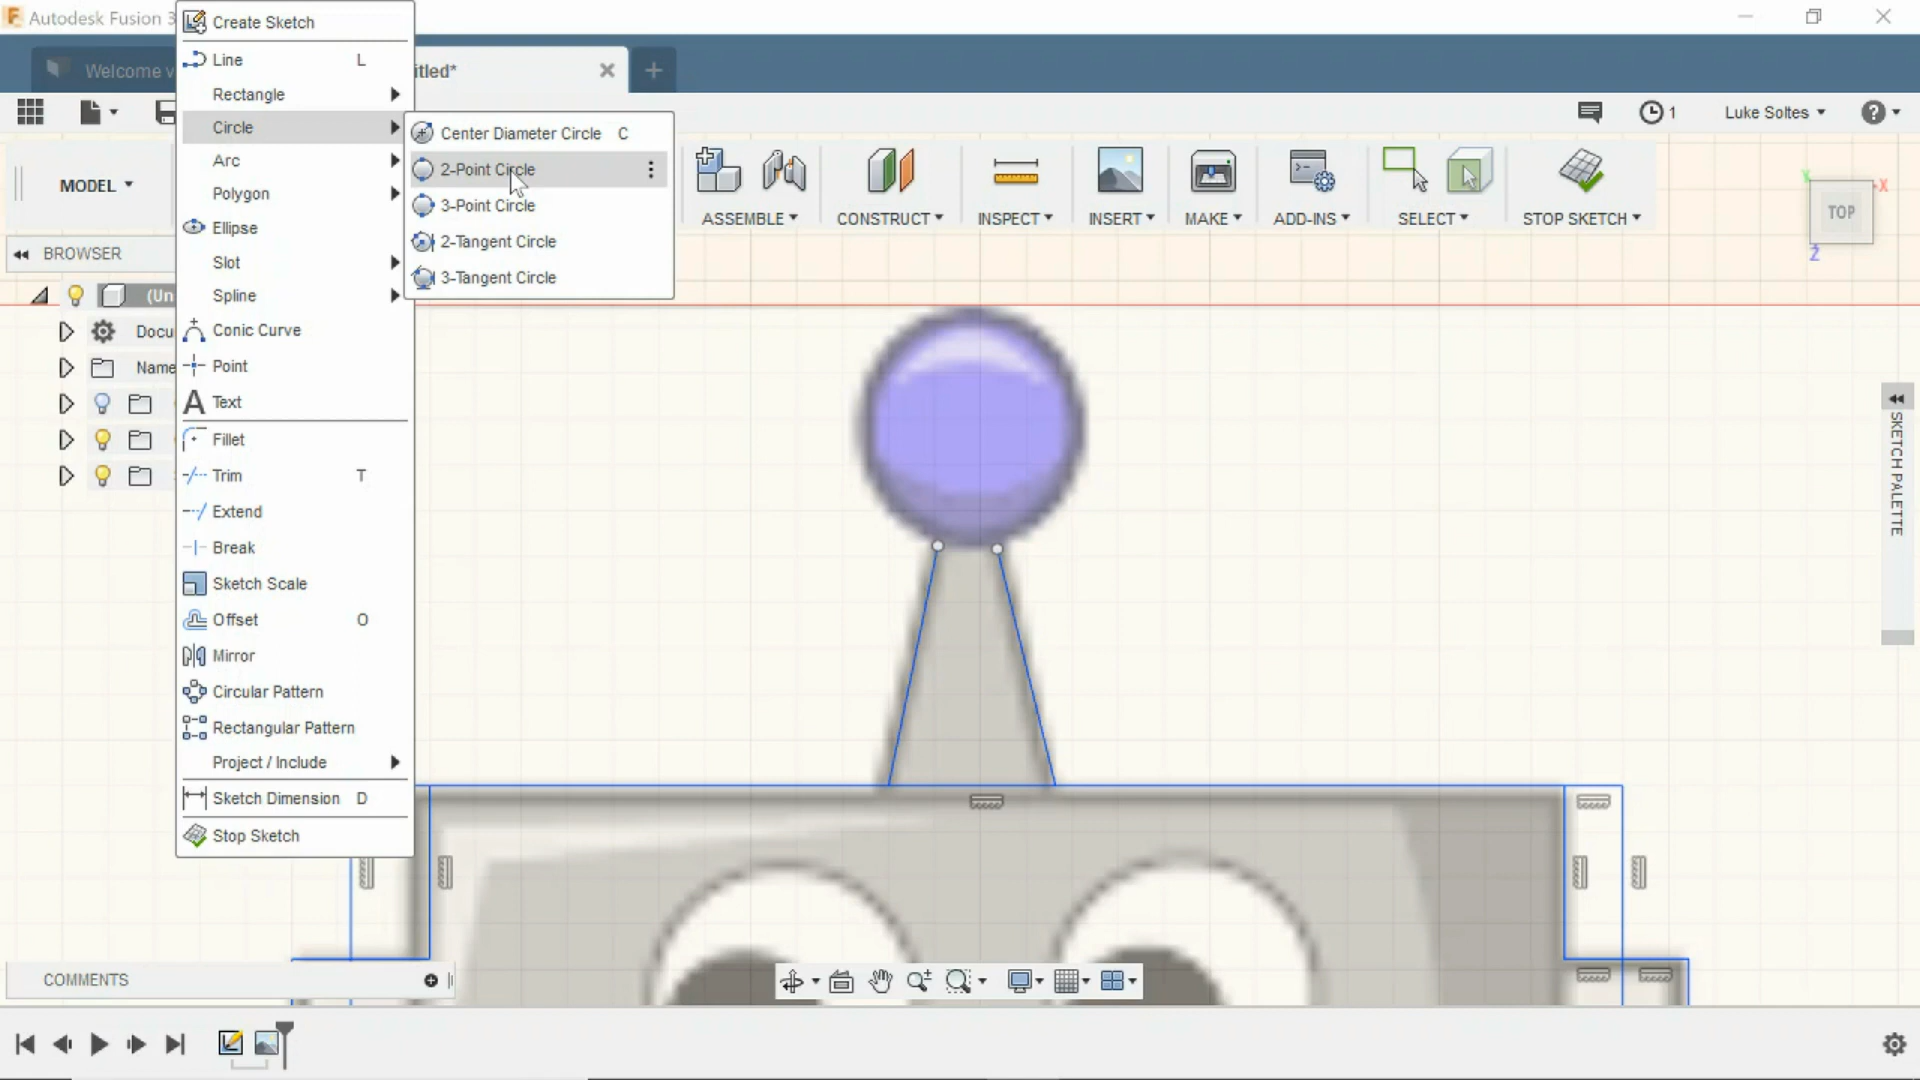 Autodesk Fusion 3
Create Sketch
Welcome
itled*
Line L
Rectangle
Circle
Arc
Polygon
Ellipse
Slot
Spline
Conic Curve
Point
Text
Fillet
Trim T
Extend
Break
Sketch Scale
Offset O
Mirror
Circular Pattern
Rectangular Pattern
Project / Include
Sketch Dimension D
Stop Sketch
Center Diameter Circle C
2-Point Circle
3-Point Circle
2-Tangent Circle
3-Tangent Circle
1
Luke Soltes
MODEL
ASSEMBLE
CONSTRUCT
INSPECT
INSERT
MAKE
ADD-INS
SELECT
STOP SKETCH
TOP
X
Y
Z
BROWSER
(Un
Docu
Name
SKETCH PALETTE
COMMENTS